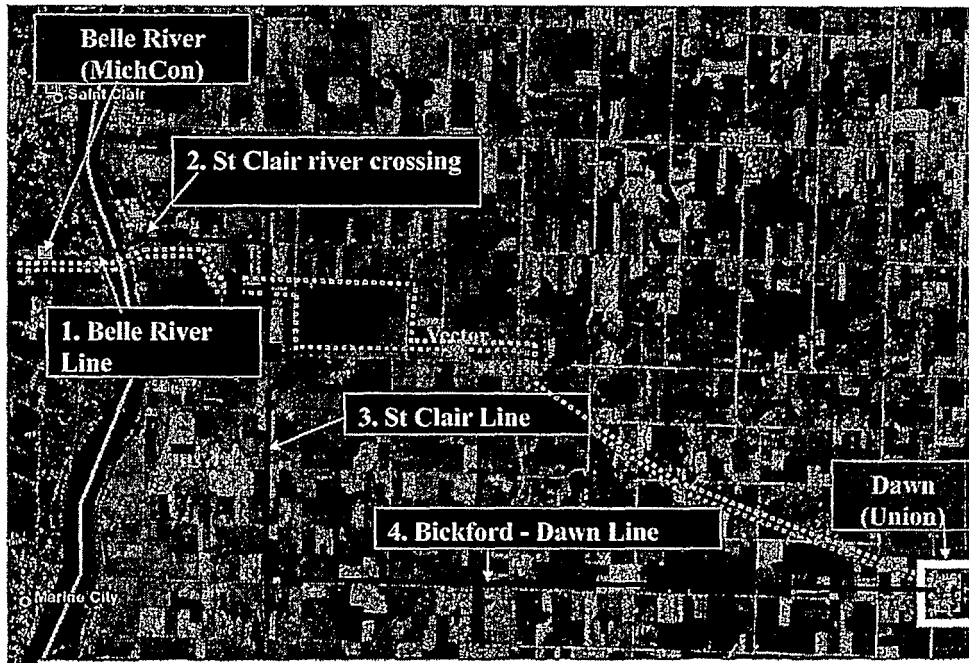 Belle River
(MichCon)
Saint Clair
2. St Clair river crossing
1. Belle River
Line
Vector
3. St Clair Line
Dawn
(Union)
4. Bickford - Dawn Line
Marine City